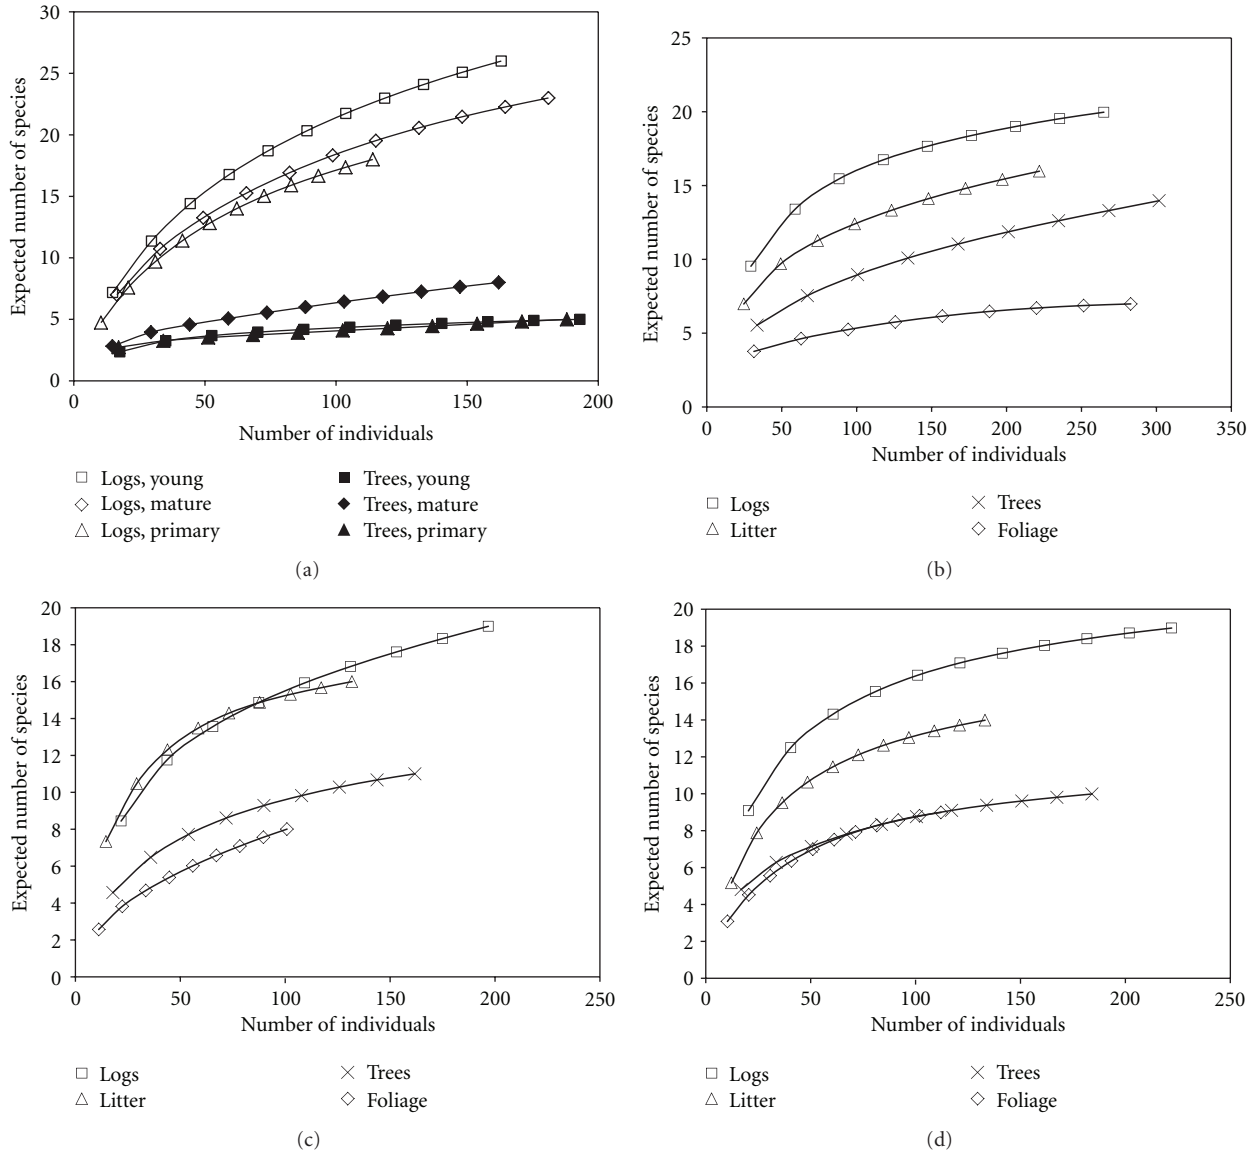 30
25
20
15
10
5
0
Expected number of species
0 50 100 150 200
Number of individuals
Logs, young
Logs, mature
Logs, primary
Trees, young
Trees, mature
Trees, primary
(a)
25
20
15
10
5
0
Expected number of species
0 50 100 150 200 250 300 350
Number of individuals
Logs
Litter
Trees
Foliage
(b)
20
18
16
14
12
10
8
6
4
2
0
Expected number of species
0 50 100 150 200 250
Number of individuals
Logs
Litter
Trees
Foliage
(c)
20
18
16
14
12
10
8
6
4
2
0
Expected number of species
0 50 100 150 200 250
Number of individuals
Logs
Litter
Trees
Foliage
(d)